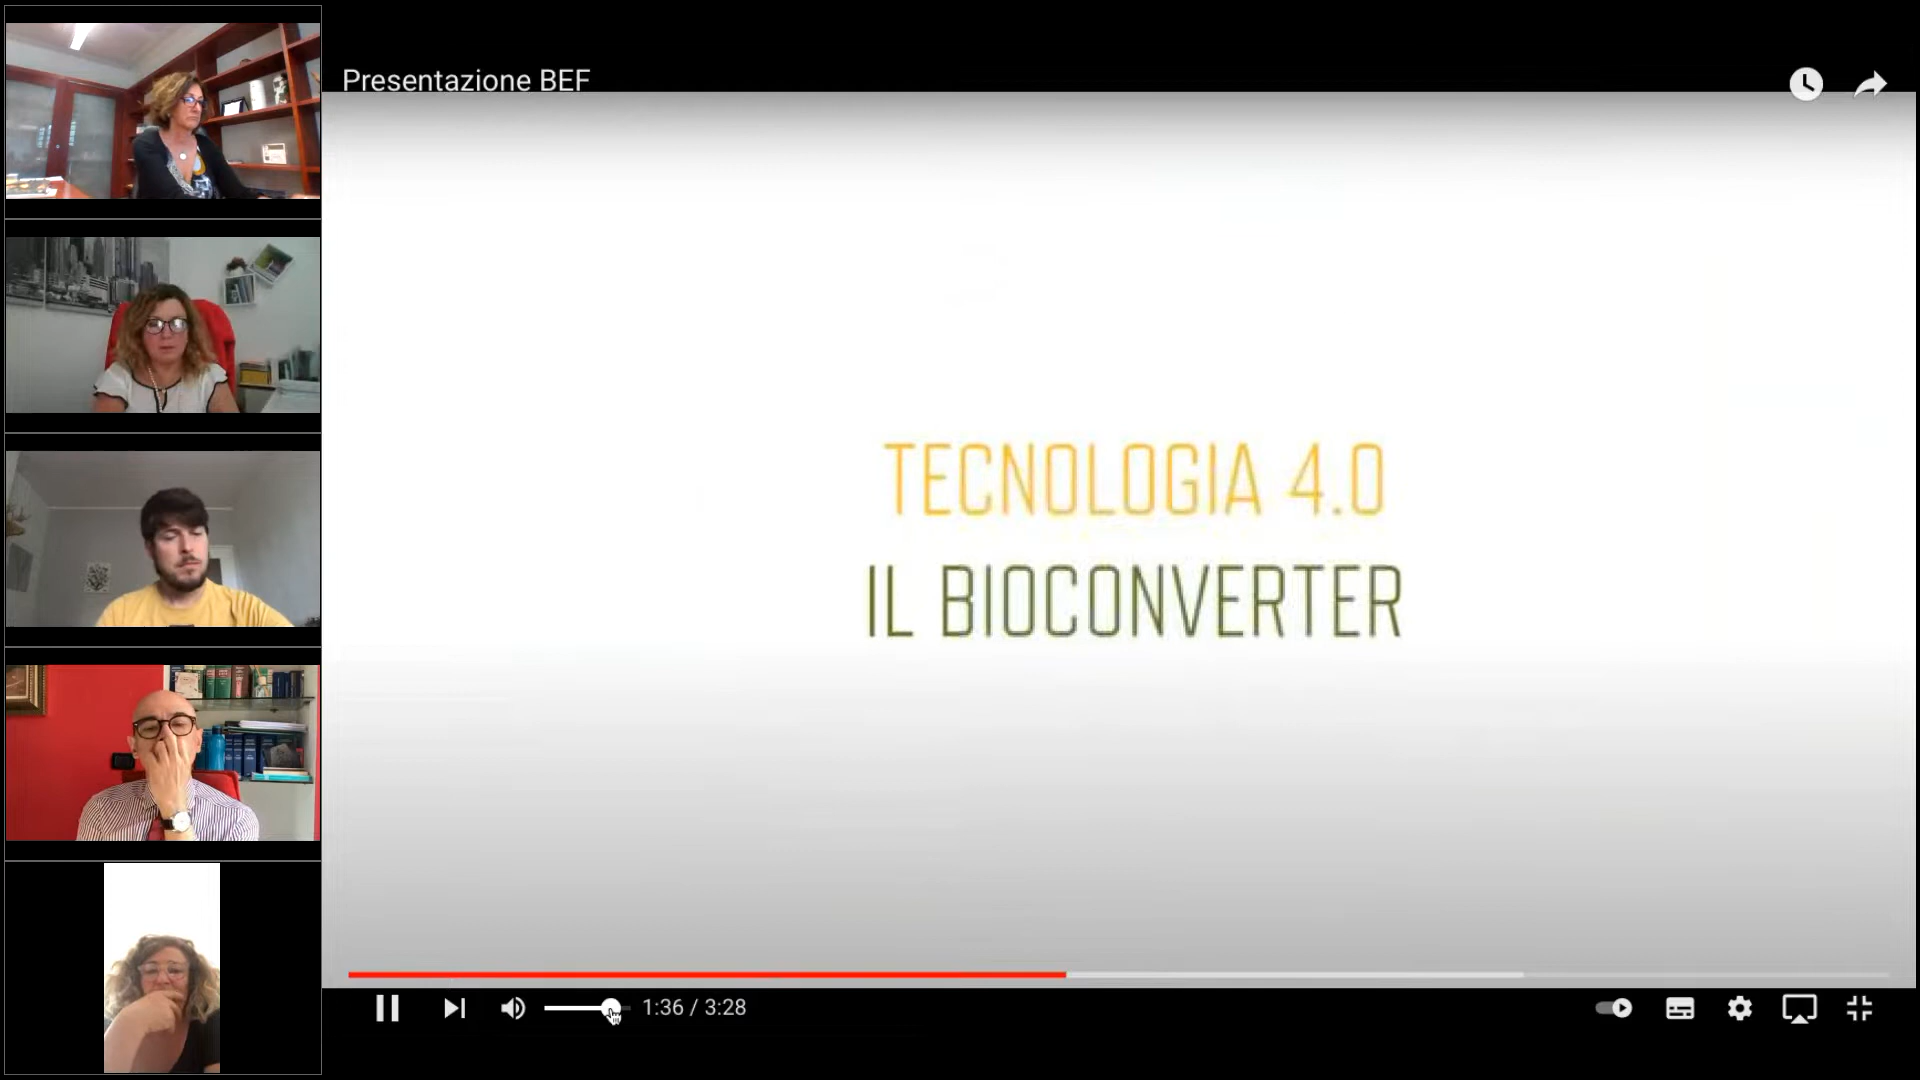 Presentazione BEF
TECNOLOGIA 4.0
IL BIOCONVERTER
1:36 / 3:28